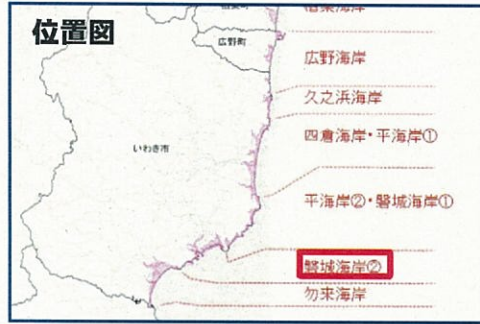 位置図
広野町
広野海岸
久之浜海岸
四倉海岸・平海岸①
いわき市
平海岸②・磐城海岸①
磐城海岸②
勿来海岸